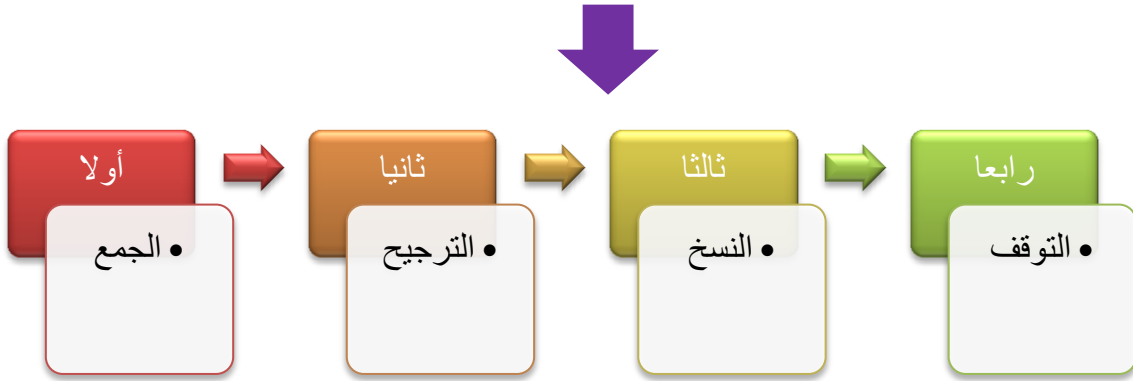 أولا
• الجمع
ثانيا
• الترجيح
ثالثا
• النسخ
رابعا
• التوقف